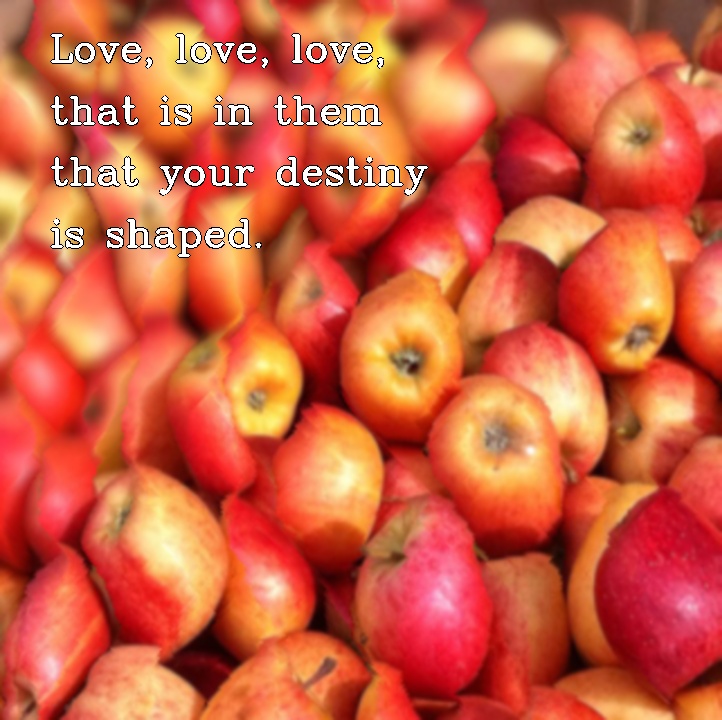 Love, love, love,
that is in them
that your destiny
is shaped.